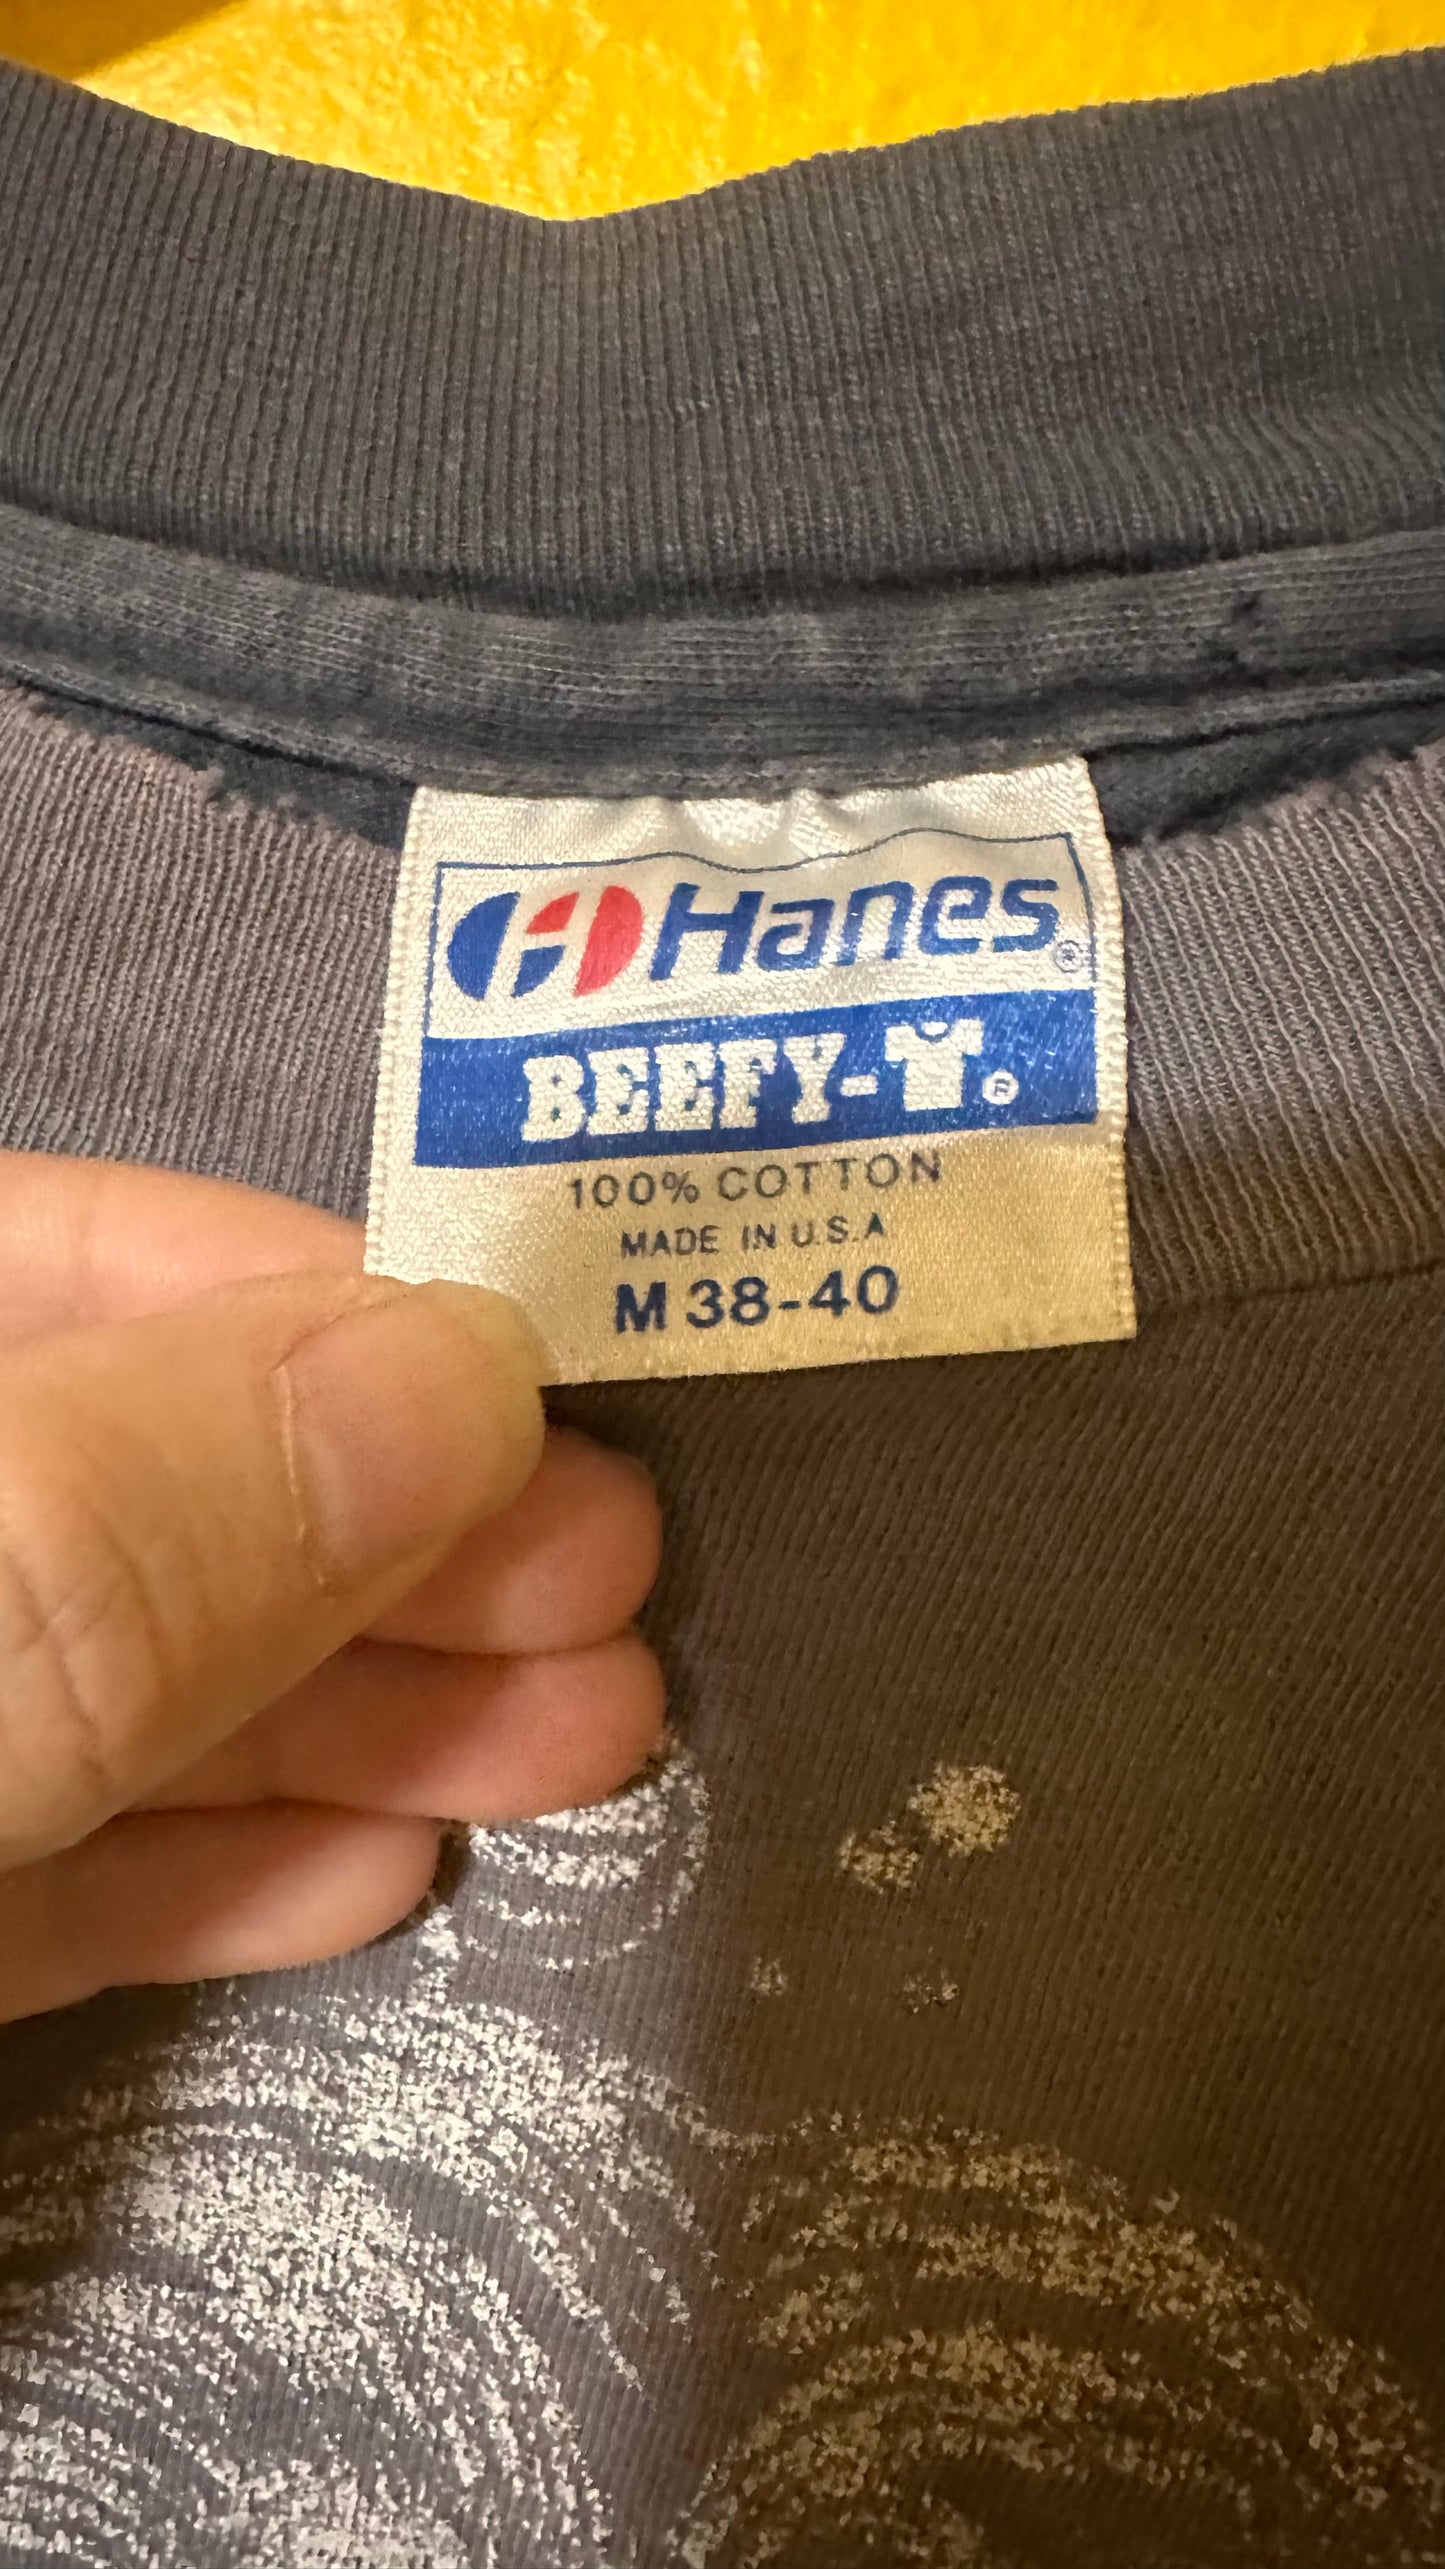 Hanes®
BEEFY-T®
100% COTTON
MADE IN U.S.A
M 38-40